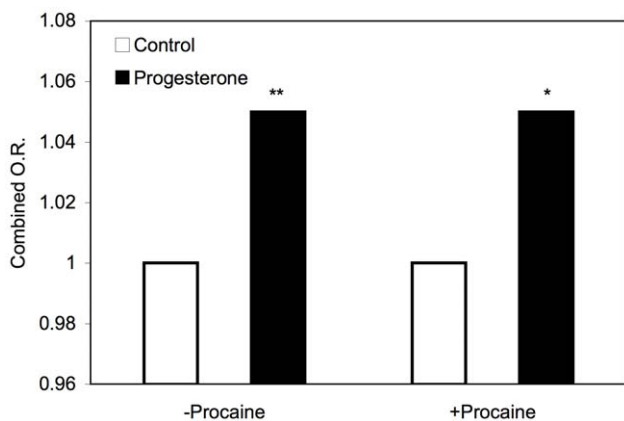 1.08
Control
Progesterone
1.06
** *
1.04
1.02
1
0.98
0.96
Combined O.R.
-Procaine +Procaine